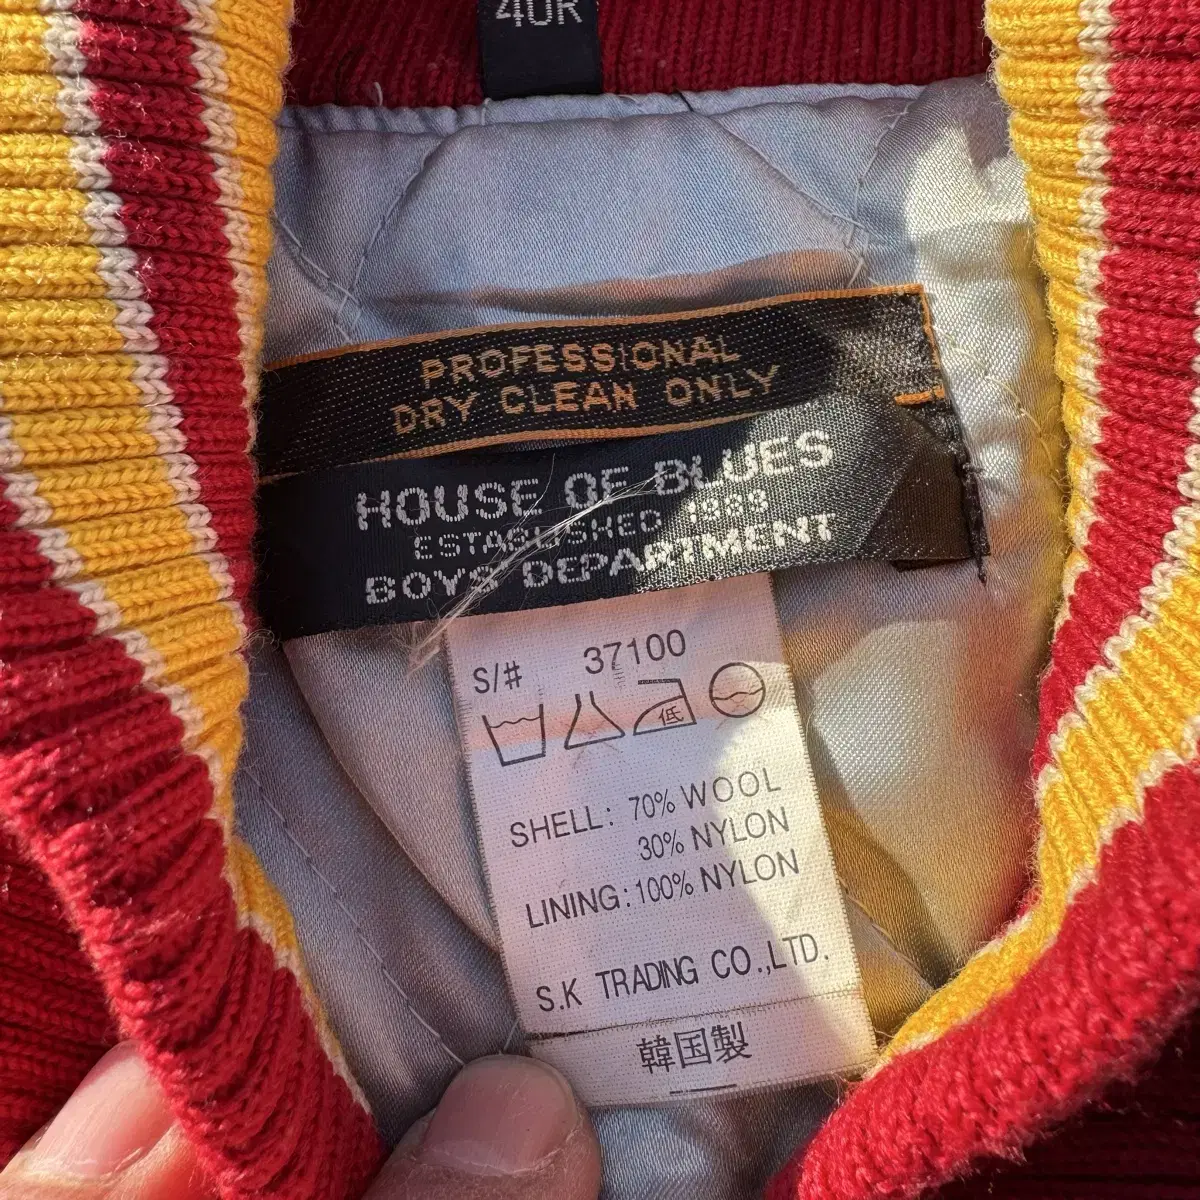 40R
PROFESSIONAL
DRY CLEAN ONLY
HOUSE OF BLUES
ESTABLISHED 1988
BOYS DEPARTMENT
S/# 37100
低
SHELL: 70% WOOL
30% NYLON
LINING: 100% NYLON
S.K TRADING CO.,LTD.
韓国製